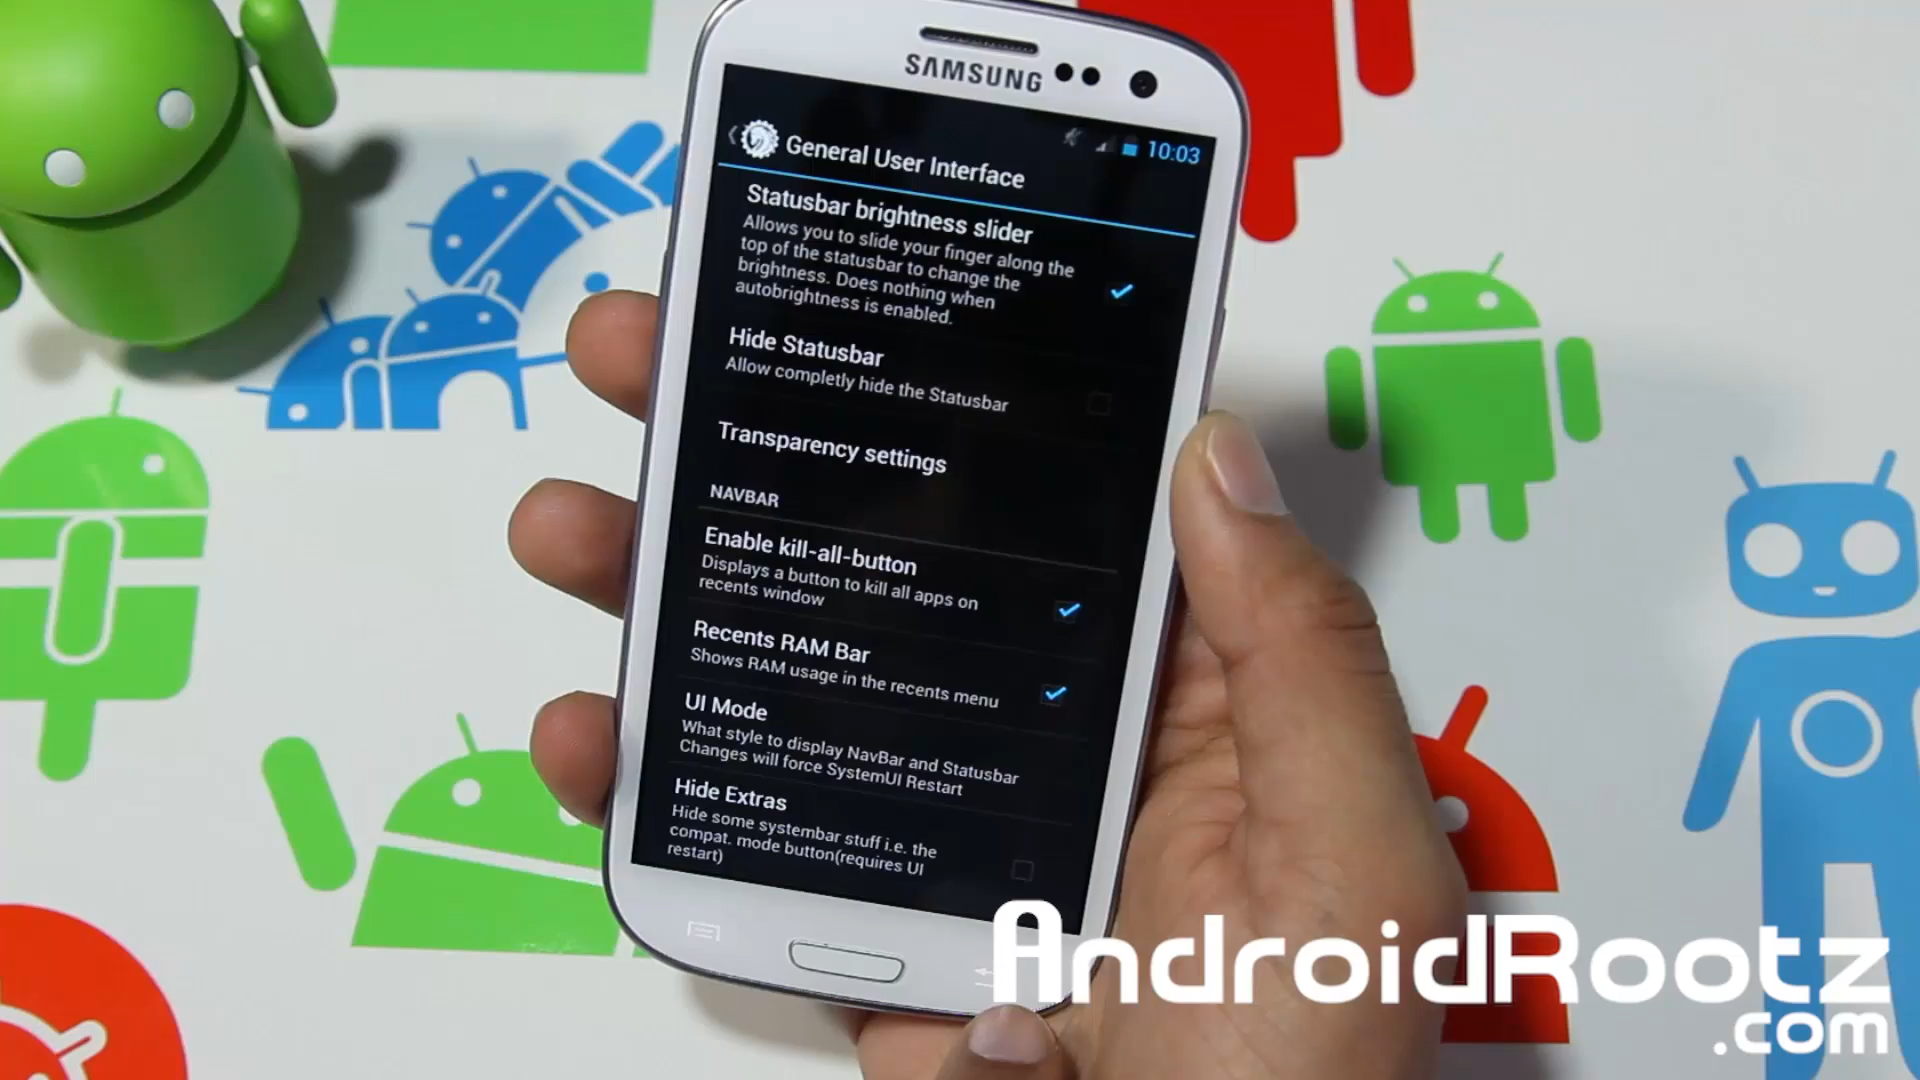 SAMSUNG
10:03
General User Interface
Statusbar brightness slider
Allows you to slide your finger along the
top of the statusbar to change the
brightness. Does nothing when
autobrightness is enabled.
Hide Statusbar
Allow completly hide the Statusbar
Transparency settings
NAVBAR
Enable kill-all-button
Displays a button to kill all apps on
recents window
Recents RAM Bar
Shows RAM usage in the recents menu
UI Mode
What style to display NavBar and Statusbar
Changes will force SystemUI Restart
Hide Extras
Hide some systembar stuff i.e. the
compat. mode button(requires UI
restart)
AndroidRootz
.com